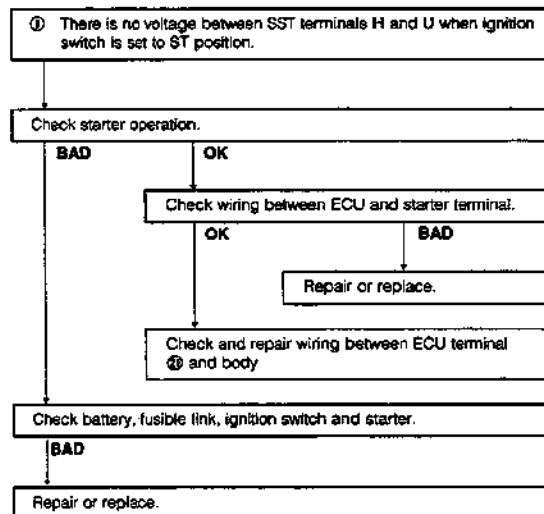 There is no voltage between SST terminals H and U when ignition
switch is set to ST position.
Check starter operation.
BAD OK
Check wiring between ECU and starter terminal.
OK BAD
Repair or replace.
Check and repair wiring between ECU terminal
and body
Check battery, fusible link, ignition switch and starter.
BAD
Repair or replace.